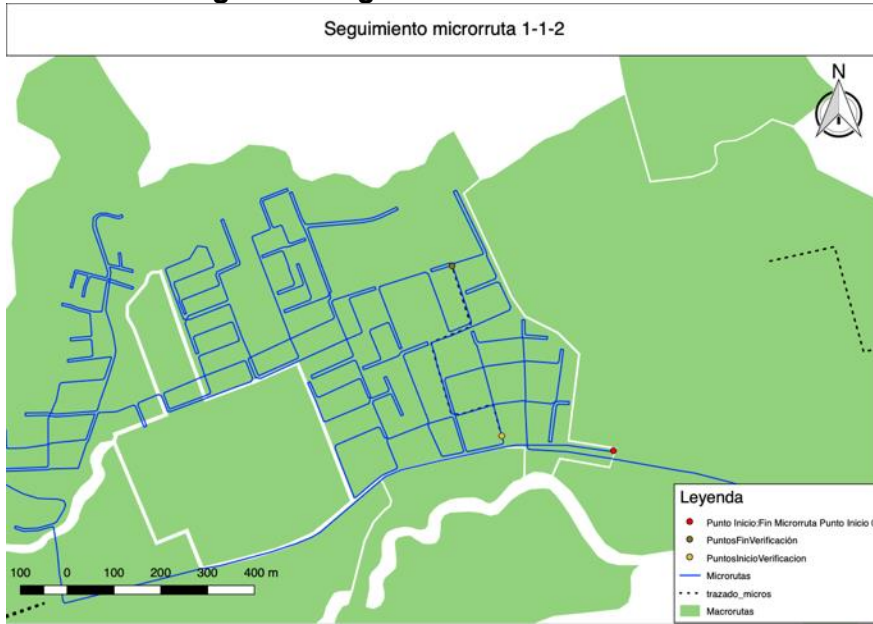 Seguimiento microrruta 1-1-2
N
Leyenda
Punto Inicio:Fin Microrruta Punto Inicio
PuntosFinVerificación
PuntosInicioVerificacion
Microrutas
trazado_micros
Macrorutas
100 0 100 200 300 400 m